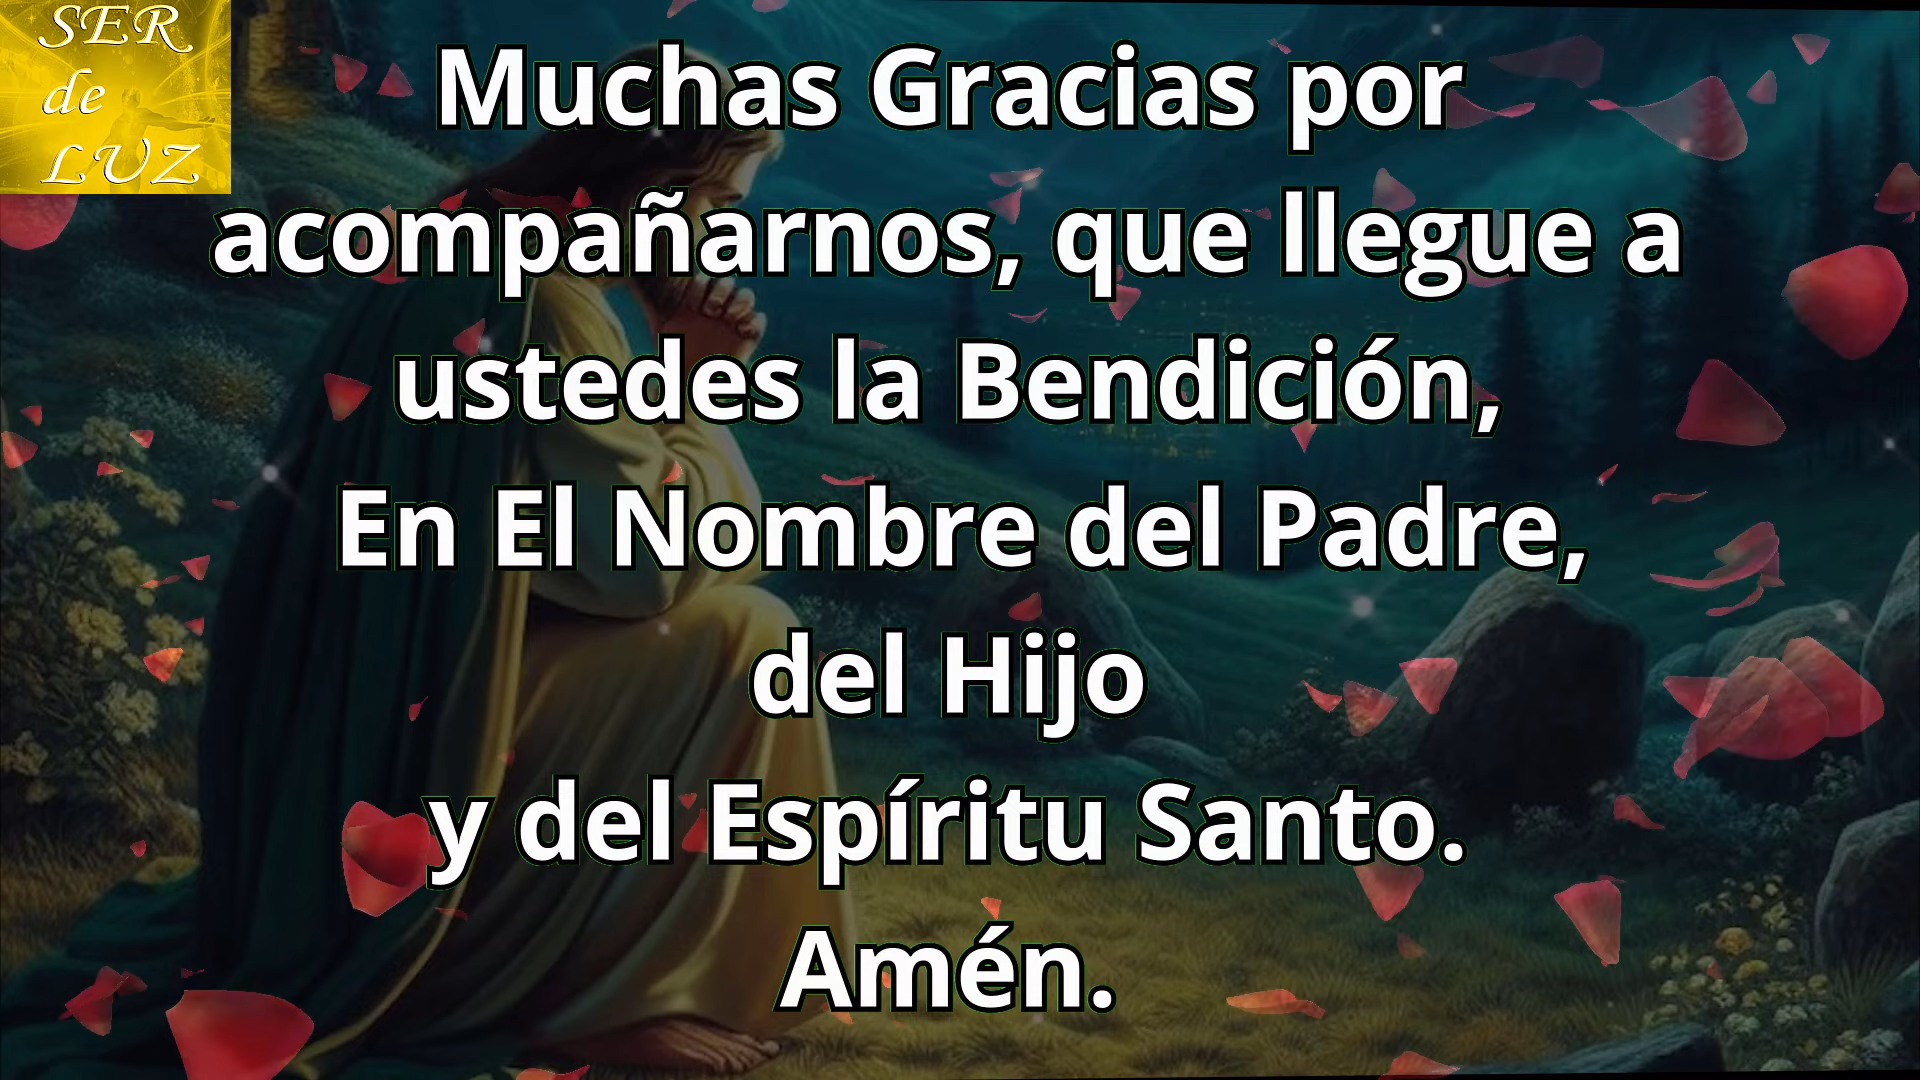 SER
de
LUZ
Muchas Gracias por
acompañarnos, que llegue a
ustedes la Bendición,
En El Nombre del Padre,
del Hijo
y del Espíritu Santo.
Amén.